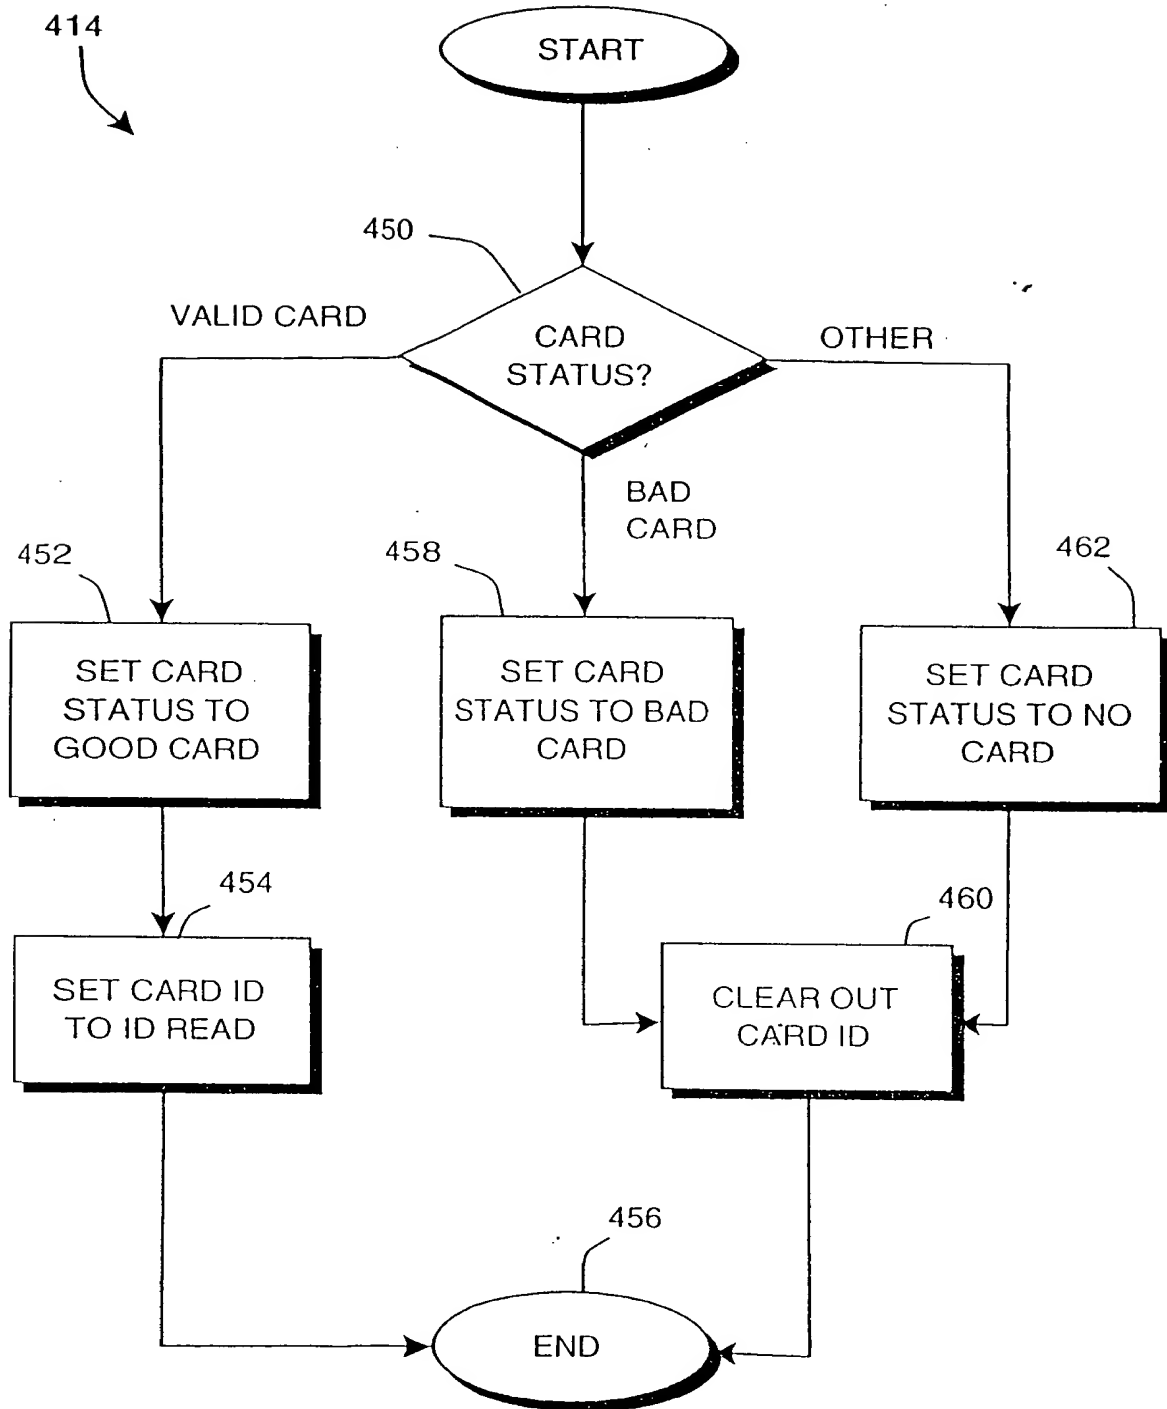 414
START
450
VALID CARD
CARD
STATUS?
OTHER
BAD
CARD
452
458
462
SET CARD
STATUS TO
GOOD CARD
SET CARD
STATUS TO BAD
CARD
SET CARD
STATUS TO NO
CARD
454
460
SET CARD ID
TO ID READ
CLEAR OUT
CARD ID
456
END